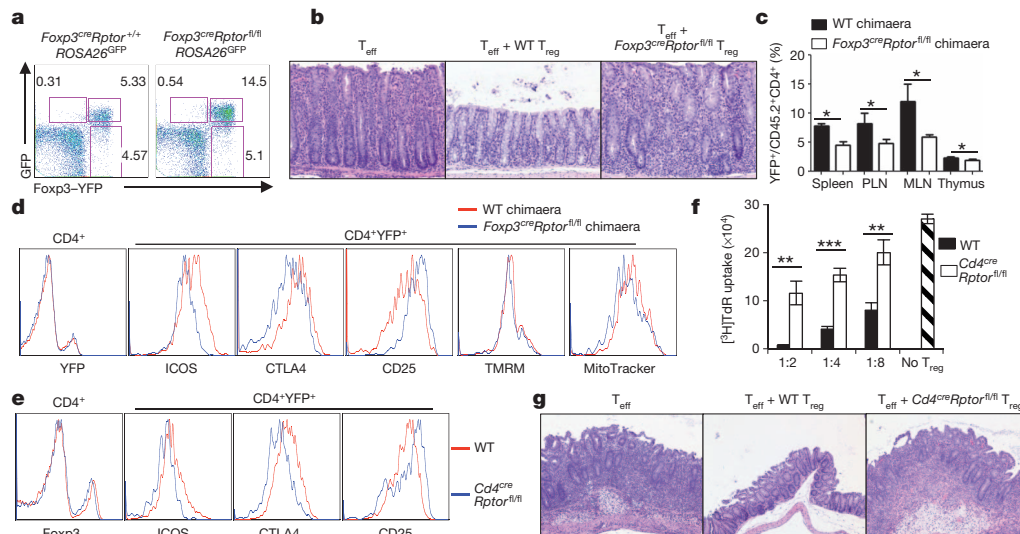 a
Foxp3creRptor+/+
ROSA26GFP
Foxp3creRptorfl/fl
ROSA26GFP
0.31 5.33
4.57
0.54 14.5
5.1
GFP
Foxp3–YFP
b
Teff
Teff + WT Treg
Teff +
Foxp3creRptorfl/fl Treg
c
WT chimaera
Foxp3creRptorfl/fl chimaera
YFP+/CD45.2+CD4+ (%)
20
15
10
5
0
* * * *
Spleen PLN MLN Thymus
d
WT chimaera
Foxp3creRptorfl/fl chimaera
CD4+
CD4+YFP+
YFP ICOS CTLA4 CD25 TMRM MitoTracker
e
CD4+
CD4+YFP+
WT
Cd4cre
Rptorfl/fl
Foxp3 ICOS CTLA4 CD25
f
[3H]TdR uptake (×104)
30
20
10
0
** *** **
WT
Cd4cre
Rptorfl/fl
1:2 1:4 1:8 No Treg
g
Teff
Teff + WT Treg
Teff + Cd4creRptorfl/fl Treg